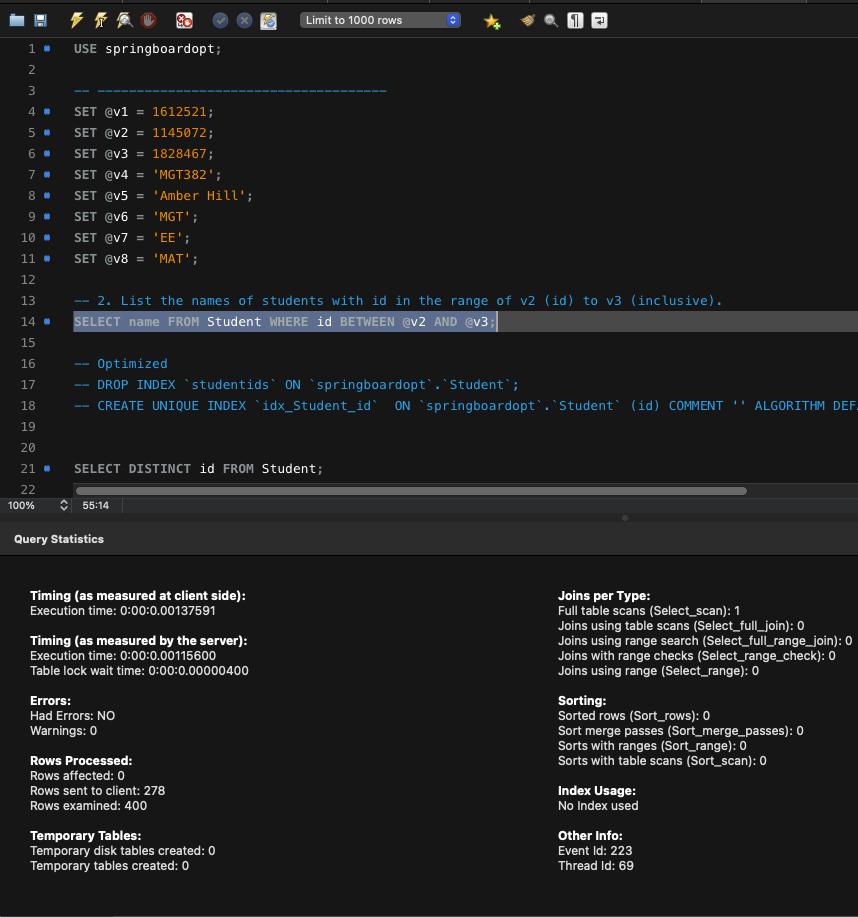 Limit to 1000 rows
1 USE springboardopt;
2
3 -- -------------------------------------
4 SET @v1 = 1612521;
5 SET @v2 = 1145072;
6 SET @v3 = 1828467;
7 SET @v4 = 'MGT382';
8 SET @v5 = 'Amber Hill';
9 SET @v6 = 'MGT';
10 SET @v7 = 'EE';
11 SET @v8 = 'MAT';
12
13 -- 2. List the names of students with id in the range of v2 (id) to v3 (inclusive).
14 SELECT name FROM Student WHERE id BETWEEN @v2 AND @v3;
15
16 -- Optimized
17 -- DROP INDEX `studentids` ON `springboardopt`.`Student`;
18 -- CREATE UNIQUE INDEX `idx_Student_id`  ON `springboardopt`.`Student` (id) COMMENT '' ALGORITHM DEF
19
20
21 SELECT DISTINCT id FROM Student;
22
100% 55:14
Query Statistics
Timing (as measured at client side):
Execution time: 0:00:0.00137591
Timing (as measured by the server):
Execution time: 0:00:0.00115600
Table lock wait time: 0:00:0.00000400
Errors:
Had Errors: NO
Warnings: 0
Rows Processed:
Rows affected: 0
Rows sent to client: 278
Rows examined: 400
Temporary Tables:
Temporary disk tables created: 0
Temporary tables created: 0
Joins per Type:
Full table scans (Select_scan): 1
Joins using table scans (Select_full_join): 0
Joins using range search (Select_full_range_join): 0
Joins with range checks (Select_range_check): 0
Joins using range (Select_range): 0
Sorting:
Sorted rows (Sort_rows): 0
Sort merge passes (Sort_merge_passes): 0
Sorts with ranges (Sort_range): 0
Sorts with table scans (Sort_scan): 0
Index Usage:
No Index used
Other Info:
Event Id: 223
Thread Id: 69